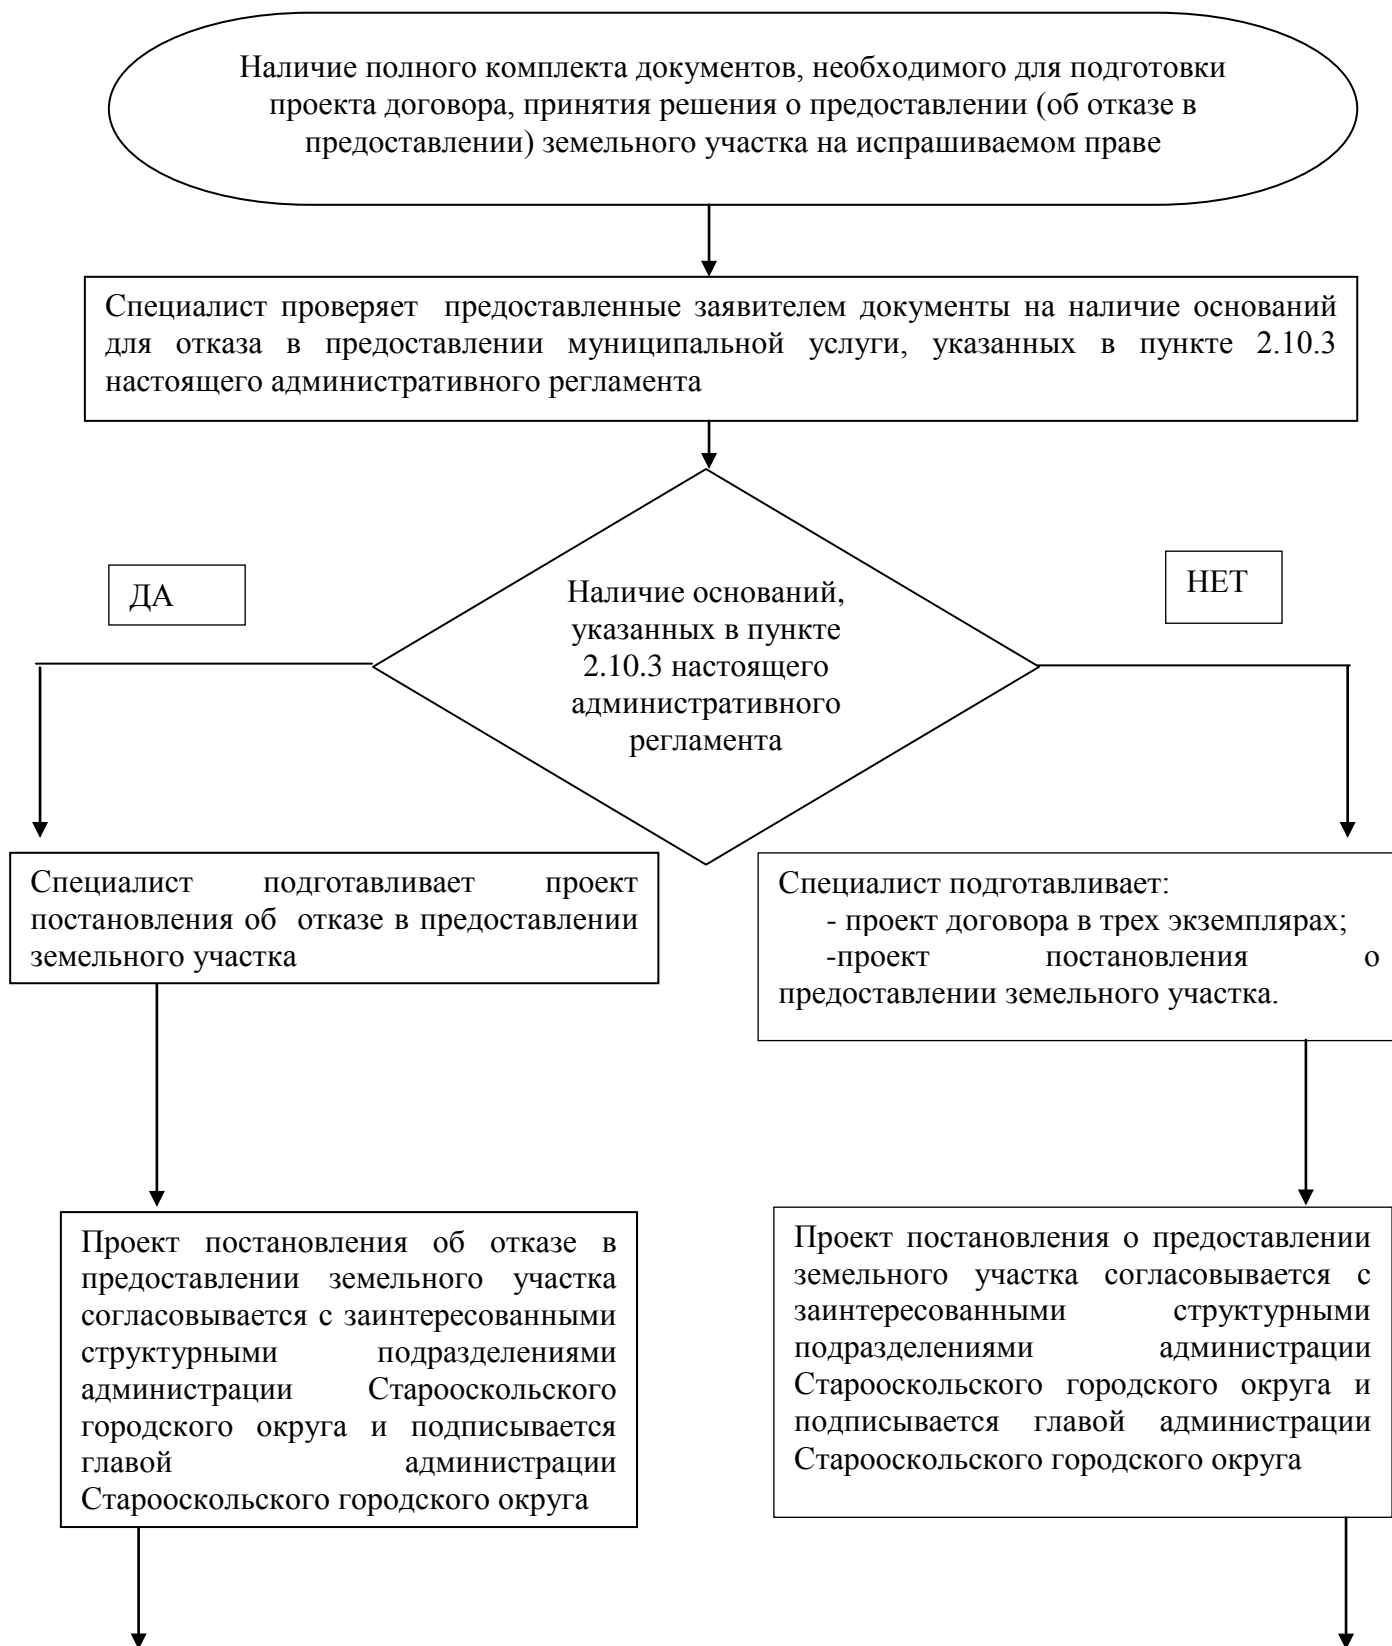 Наличие полного комплекта документов, необходимого для подготовки
проекта договора, принятия решения о предоставлении (об отказе в
предоставлении) земельного участка на испрашиваемом праве
Специалист проверяет предоставленные заявителем документы на наличие оснований
для отказа в предоставлении муниципальной услуги, указанных в пункте 2.10.3
настоящего административного регламента
ДА
НЕТ
Наличие оснований,
указанных в пункте
2.10.3 настоящего
административного
регламента
Специалист подготавливает проект
постановления об отказе в предоставлении
земельного участка
Специалист подготавливает:
- проект договора в трех экземплярах;
-проект постановления о
предоставлении земельного участка.
Проект постановления об отказе в
предоставлении земельного участка
согласовывается с заинтересованными
структурными подразделениями
администрации Старооскольского
городского округа и подписывается
главой администрации
Старооскольского городского округа
Проект постановления о предоставлении
земельного участка согласовывается с
заинтересованными структурными
подразделениями администрации
Старооскольского городского округа и
подписывается главой администрации
Старооскольского городского округа